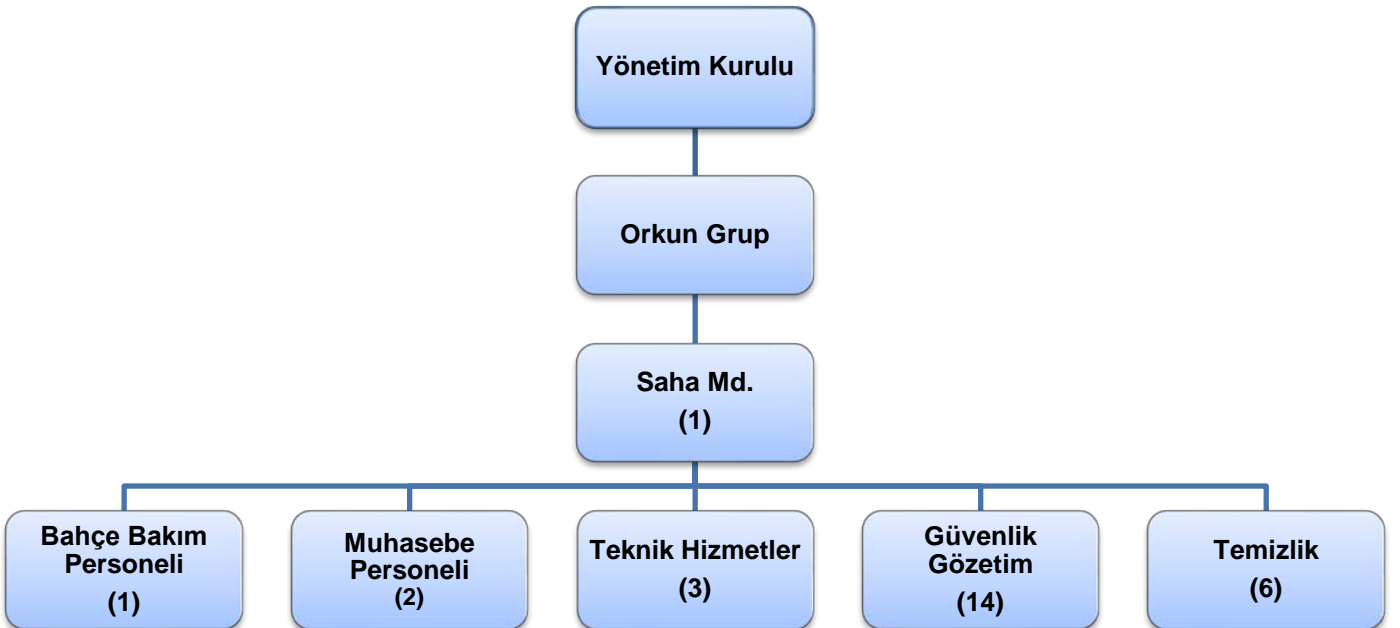 Yönetim Kurulu
Orkun Grup
Saha Md.
(1)
Bahçe Bakım
Personeli
(1)
Muhasebe
Personeli
(2)
Teknik Hizmetler
(3)
Güvenlik
Gözetim
(14)
Temizlik
(6)